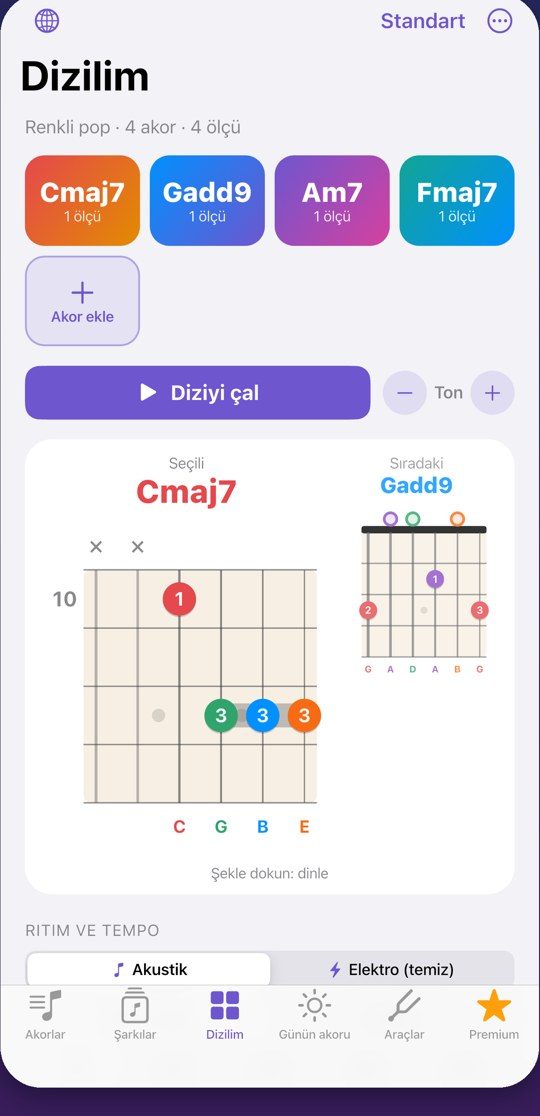 Standart
Dizilim
Renkli pop · 4 akor · 4 ölçü
Cmaj7
1 ölçü
Gadd9
1 ölçü
Am7
1 ölçü
Fmaj7
1 ölçü
Akor ekle
Diziyi çal
Ton
Seçili
Cmaj7
Sıradaki
Gadd9
× ×
10
1
3 3 3
C G B E
1
2 3
G A D A B G
Şekle dokun: dinle
RITIM VE TEMPO
Akustik
Elektro (temiz)
Akorlar
Şarkılar
Dizilim
Günün akoru
Araçlar
Premium